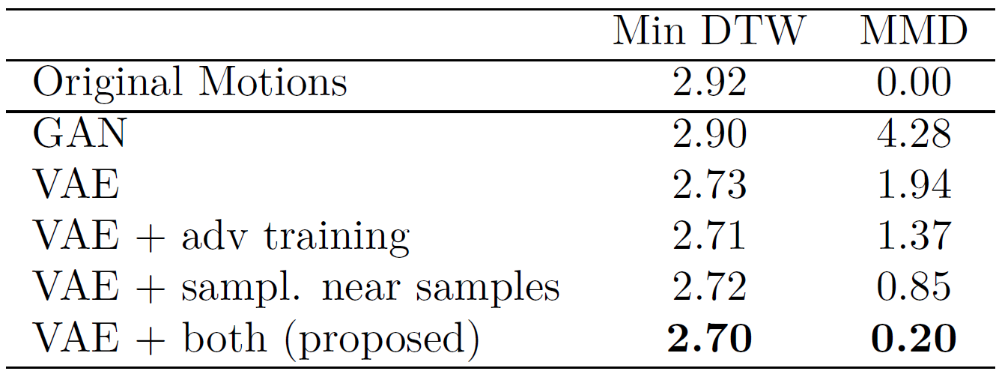 Min DTW MMD
Original Motions 2.92 0.00
GAN 2.90 4.28
VAE 2.73 1.94
VAE + adv training 2.71 1.37
VAE + sampl. near samples 2.72 0.85
VAE + both (proposed) 2.70 0.20